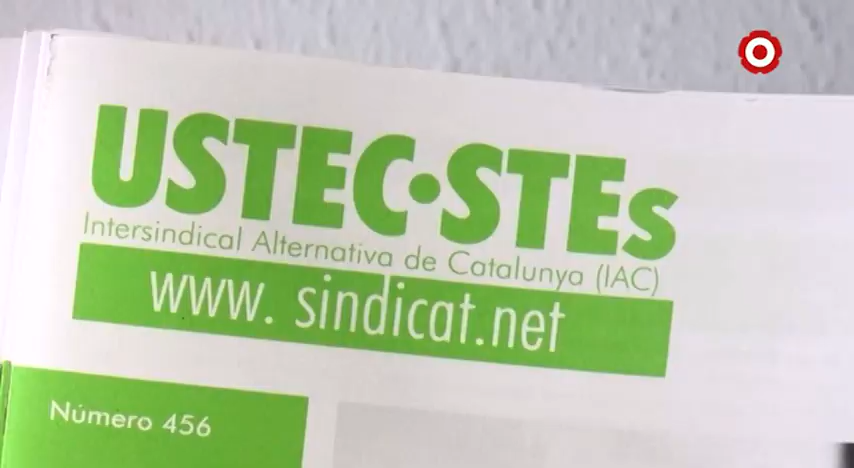 USTEC·STEs
Intersindical Alternativa de Catalunya (IAC)
www. sindicat.net
Número 456